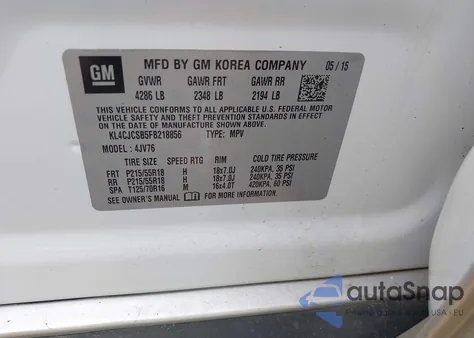 GM MFD BY GM KOREA COMPANY 05 / 15
GVWR GAWR FRT GAWR RR
4286 LB 2348 LB 2194 LB
THIS VEHICLE CONFORMS TO ALL APPLICABLE U.S. FEDERAL MOTOR
VEHICLE SAFETY, BUMPER, AND THEFT PREVENTION STANDARDS IN
EFFECT ON THE DATE OF MANUFACTURE SHOWN ABOVE.
KL4CJCSB5FB218856 TYPE: MPV
MODEL: 4JV76
TIRE SIZE SPEED RTG RIM COLD TIRE PRESSURE
FRT P215/55R18 H 18x7.0J 240KPA, 35 PSI
RR P215/55R18 H 18x7.0J 240KPA, 35 PSI
SPA T125/70R16 M 16x4.0T 420KPA, 60 PSI
SEE OWNER'S MANUAL FOR ADDITIONAL INFORMATION.
autoSnap